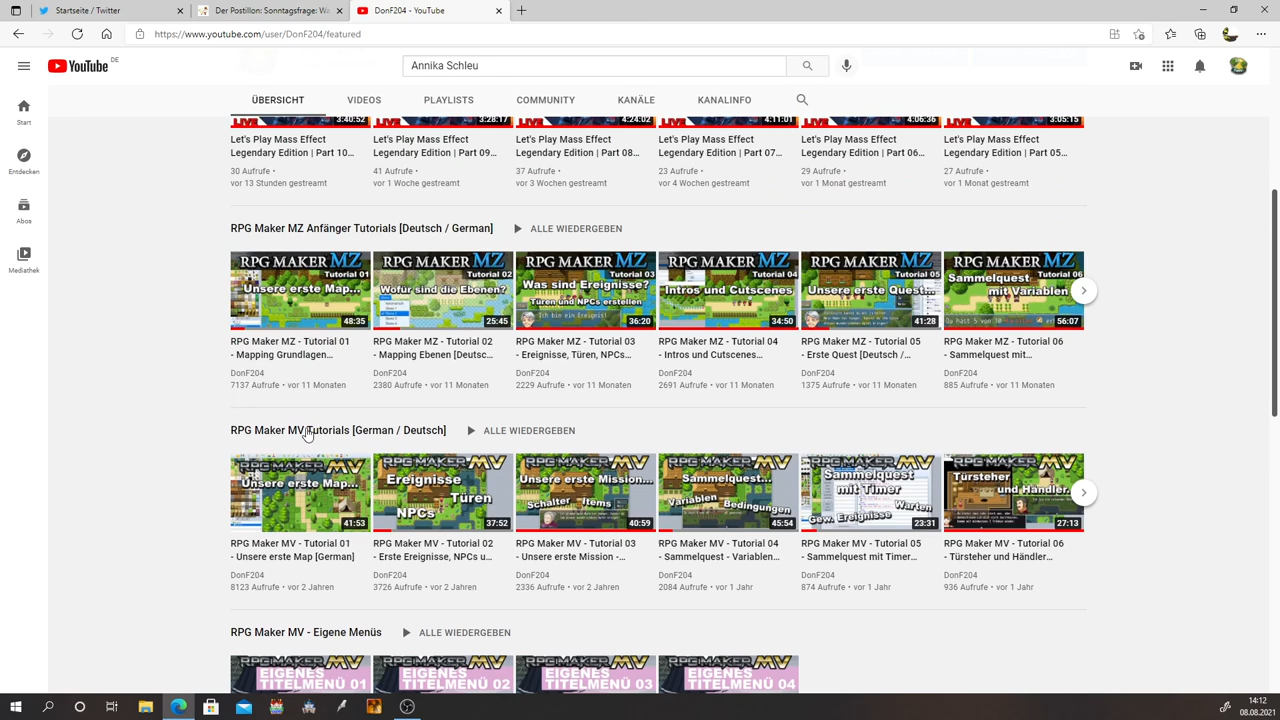 Startseite / Twitter
Der Postillon: Sonntagsfrage: Wa
DonF204 - YouTube
https://www.youtube.com/user/DonF204/featured
YouTube DE
Annika Schleu
ÜBERSICHT VIDEOS PLAYLISTS COMMUNITY KANÄLE KANALINFO
Start
Entdecken
Abos
Mediathek
LIVE 3:40:52 LIVE 3:28:17 LIVE 4:24:02 LIVE 4:11:01 LIVE 4:06:36 LIVE 3:05:15
Let's Play Mass Effect Let's Play Mass Effect Let's Play Mass Effect Let's Play Mass Effect Let's Play Mass Effect Let's Play Mass Effect
Legendary Edition | Part 10... Legendary Edition | Part 09... Legendary Edition | Part 08... Legendary Edition | Part 07... Legendary Edition | Part 06... Legendary Edition | Part 05...
30 Aufrufe • 41 Aufrufe • 37 Aufrufe • 23 Aufrufe • 29 Aufrufe • 27 Aufrufe •
vor 13 Stunden gestreamt vor 1 Woche gestreamt vor 3 Wochen gestreamt vor 4 Wochen gestreamt vor 1 Monat gestreamt vor 1 Monat gestreamt
RPG Maker MZ Anfänger Tutorials [Deutsch / German] ALLE WIEDERGEBEN
RPG MAKER MZ RPG MAKER MZ RPG MAKER MZ RPG MAKER MZ RPG MAKER MZ RPG MAKER MZ
Tutorial 01 Tutorial 02 Tutorial 03 Tutorial 04 Tutorial 05 Tutorial 06
Unsere erste Map... Wofür sind die Ebenen? Was sind Ereignisse? Intros und Cutscenes Unsere erste Quest... Sammelquest
Türen und NPCs erstellen mit Variablen
Ich bin ein Ereignis!
48:35 25:45 36:20 34:50 41:28 56:07
RPG Maker MZ - Tutorial 01 RPG Maker MZ - Tutorial 02 RPG Maker MZ - Tutorial 03 RPG Maker MZ - Tutorial 04 RPG Maker MZ - Tutorial 05 RPG Maker MZ - Tutorial 06
- Mapping Grundlagen... - Mapping Ebenen [Deutsc... - Ereignisse, Türen, NPCs... - Intros und Cutscenes... - Erste Quest [Deutsch /... - Sammelquest mit...
DonF204 DonF204 DonF204 DonF204 DonF204 DonF204
7137 Aufrufe • vor 11 Monaten 2380 Aufrufe • vor 11 Monaten 2229 Aufrufe • vor 11 Monaten 2691 Aufrufe • vor 11 Monaten 1375 Aufrufe • vor 11 Monaten 885 Aufrufe • vor 11 Monaten
RPG Maker MV Tutorials [German / Deutsch] ALLE WIEDERGEBEN
RPG MAKER MV RPG MAKER MV RPG MAKER MV RPG MAKER MV RPG MAKER MV RPG MAKER MV
Unsere erste Map... Ereignisse Unsere erste Mission... Sammelquest... Sammelquest Türsteher
Türen Schalter Items Variablen mit Timer und Händler
NPCs Bedingungen Gew. Ereignisse Warten
41:53 37:52 40:59 45:54 23:31 27:13
RPG Maker MV - Tutorial 01 RPG Maker MV - Tutorial 02 RPG Maker MV - Tutorial 03 RPG Maker MV - Tutorial 04 RPG Maker MV - Tutorial 05 RPG Maker MV - Tutorial 06
- Unsere erste Map [German] - Erste Ereignisse, NPCs u... - Unsere erste Mission -... - Sammelquest - Variablen... - Sammelquest mit Timer... - Türsteher und Händler...
DonF204 DonF204 DonF204 DonF204 DonF204 DonF204
8123 Aufrufe • vor 2 Jahren 3726 Aufrufe • vor 2 Jahren 2336 Aufrufe • vor 2 Jahren 2084 Aufrufe • vor 1 Jahr 874 Aufrufe • vor 1 Jahr 936 Aufrufe • vor 1 Jahr
RPG Maker MV - Eigene Menüs ALLE WIEDERGEBEN
RPG MAKER MV RPG MAKER MV RPG MAKER MV RPG MAKER MV
EIGENES EIGENES EIGENES EIGENES
TITELMENÜ 01 TITELMENÜ 02 TITELMENÜ 03 TITELMENÜ 04
14:12
08.08.2021